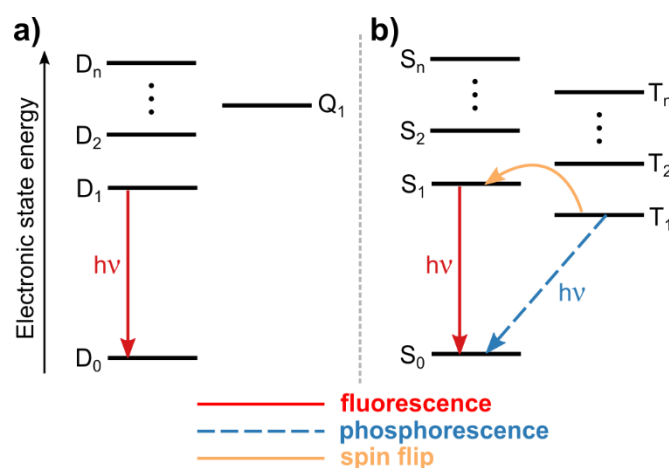 a)
Electronic state energy
Dn
D2
D1
D0
Q1
hν
b)
Sn
S2
S1
S0
Tn
T2
T1
hν
hν
fluorescence
phosphorescence
spin flip